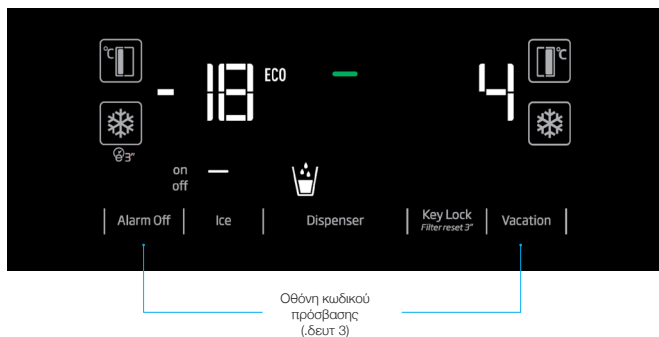 °C
°C
-18 ECO
4
3"
on
off
Alarm Off
Ice
Dispenser
Key Lock
Filter reset 3"
Vacation
Οθόνη κωδικού
πρόσβασης
(.δευτ 3)